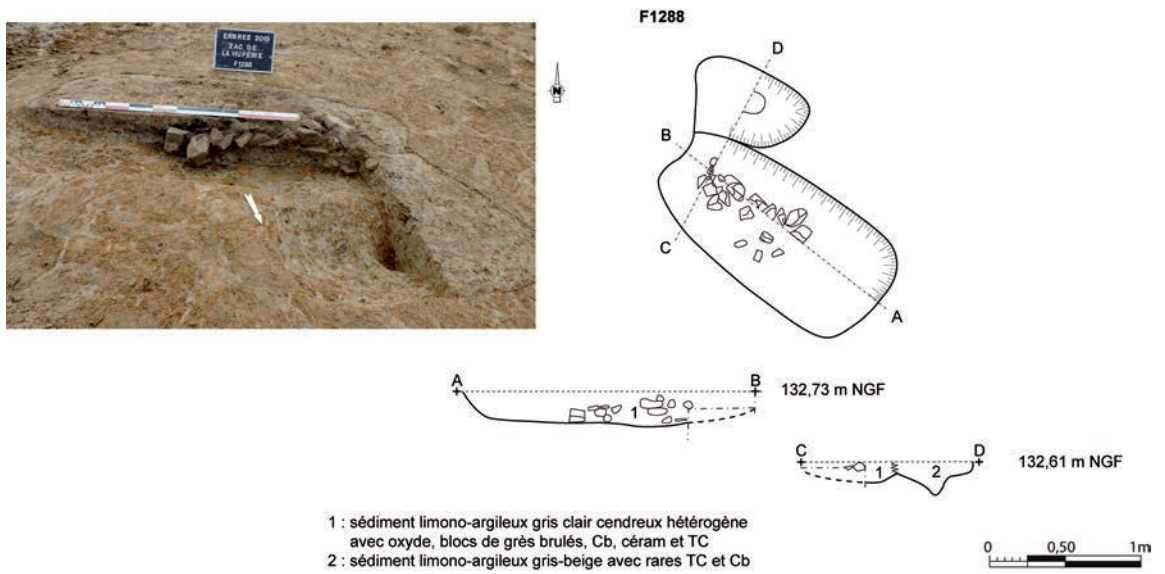 ERBREE 2015
ZAC DE
LA HUPERIE
F1288
F1288
D
N
B
C
A
A
B
132,73 m NGF
1
C
D
132,61 m NGF
1
2
1 : sédiment limono-argileux gris clair cendreux hétérogène
avec oxyde, blocs de grès brulés, Cb, céram et TC
2 : sédiment limono-argileux gris-beige avec rares TC et Cb
0
0,50
1m